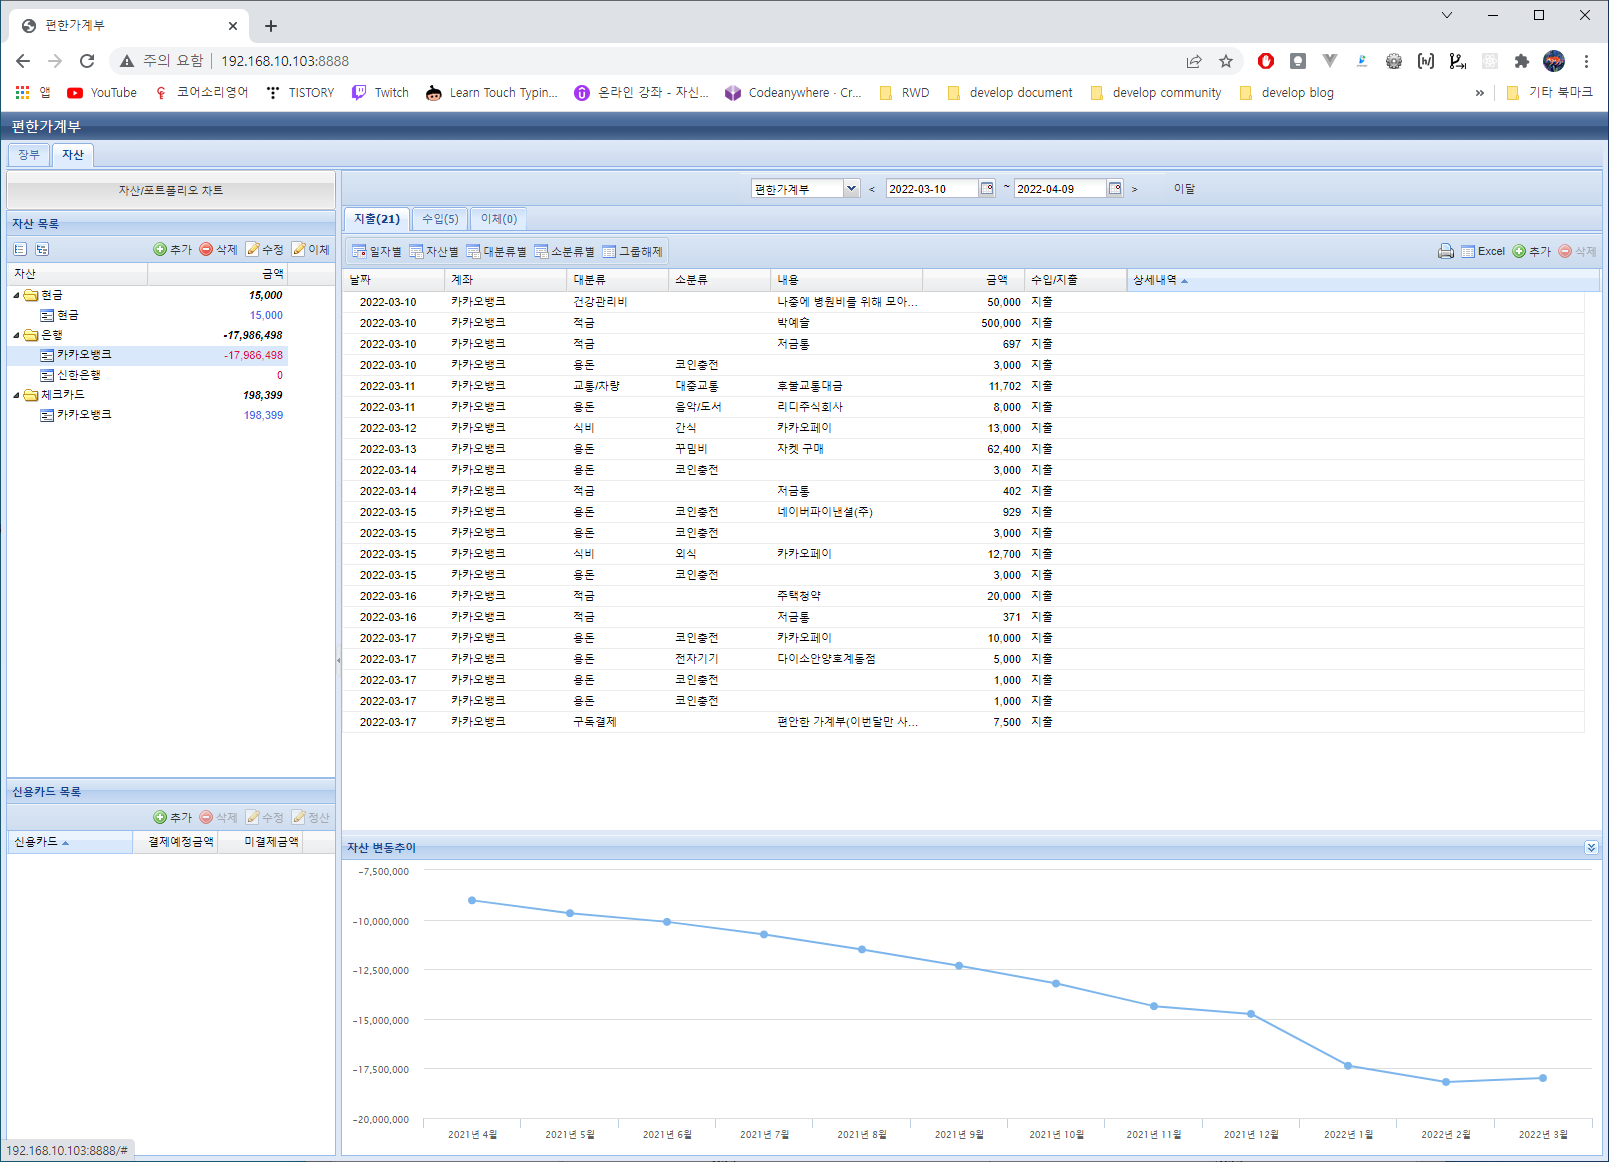 편한가계부
주의 요함 192.168.10.103:8888
앱 YouTube 코어소리영어 TISTORY Twitch Learn Touch Typin... 온라인 강좌 - 자신... Codeanywhere · Cr... RWD develop document develop community develop blog » 기타 북마크
편한가계부
장부 자산
자산/포트폴리오 차트
자산 목록
추가 삭제 수정 이체
자산 금액
현금 15,000
현금 15,000
은행 -17,986,498
카카오뱅크 -17,986,498
신한은행 0
체크카드 198,399
카카오뱅크 198,399
신용카드 목록
추가 삭제 수정 정산
신용카드 결제예정금액 미결제금액
편한가계부 < 2022-03-10 ~ 2022-04-09 > 이달
지출(21) 수입(5) 이체(0)
일자별 자산별 대분류별 소분류별 그룹해제 Excel 추가 삭제
날짜 계좌 대분류 소분류 내용 금액 수입/지출 상세내역
2022-03-10 카카오뱅크 건강관리비 나중에 병원비를 위해 모아... 50,000 지출
2022-03-10 카카오뱅크 적금 박예슬 500,000 지출
2022-03-10 카카오뱅크 적금 저금통 697 지출
2022-03-10 카카오뱅크 용돈 코인충전 3,000 지출
2022-03-11 카카오뱅크 교통/차량 대중교통 후불교통대금 11,702 지출
2022-03-11 카카오뱅크 용돈 음악/도서 리디주식회사 8,000 지출
2022-03-12 카카오뱅크 식비 간식 카카오페이 13,000 지출
2022-03-13 카카오뱅크 용돈 꾸밈비 자켓 구매 62,400 지출
2022-03-14 카카오뱅크 용돈 코인충전 3,000 지출
2022-03-14 카카오뱅크 적금 저금통 402 지출
2022-03-15 카카오뱅크 용돈 코인충전 네이버파이낸셜(주) 929 지출
2022-03-15 카카오뱅크 용돈 코인충전 3,000 지출
2022-03-15 카카오뱅크 식비 외식 카카오페이 12,700 지출
2022-03-15 카카오뱅크 용돈 코인충전 3,000 지출
2022-03-16 카카오뱅크 적금 주택청약 20,000 지출
2022-03-16 카카오뱅크 적금 저금통 371 지출
2022-03-17 카카오뱅크 용돈 코인충전 카카오페이 10,000 지출
2022-03-17 카카오뱅크 용돈 전자기기 다이소안양호계동점 5,000 지출
2022-03-17 카카오뱅크 용돈 코인충전 1,000 지출
2022-03-17 카카오뱅크 용돈 코인충전 1,000 지출
2022-03-17 카카오뱅크 구독결제 편안한 가계부(이번달만 사... 7,500 지출
자산 변동추이
-7,500,000
-10,000,000
-12,500,000
-15,000,000
-17,500,000
-20,000,000
2021년 4월 2021년 5월 2021년 6월 2021년 7월 2021년 8월 2021년 9월 2021년 10월 2021년 11월 2021년 12월 2022년 1월 2022년 2월 2022년 3월
192.168.10.103:8888/#